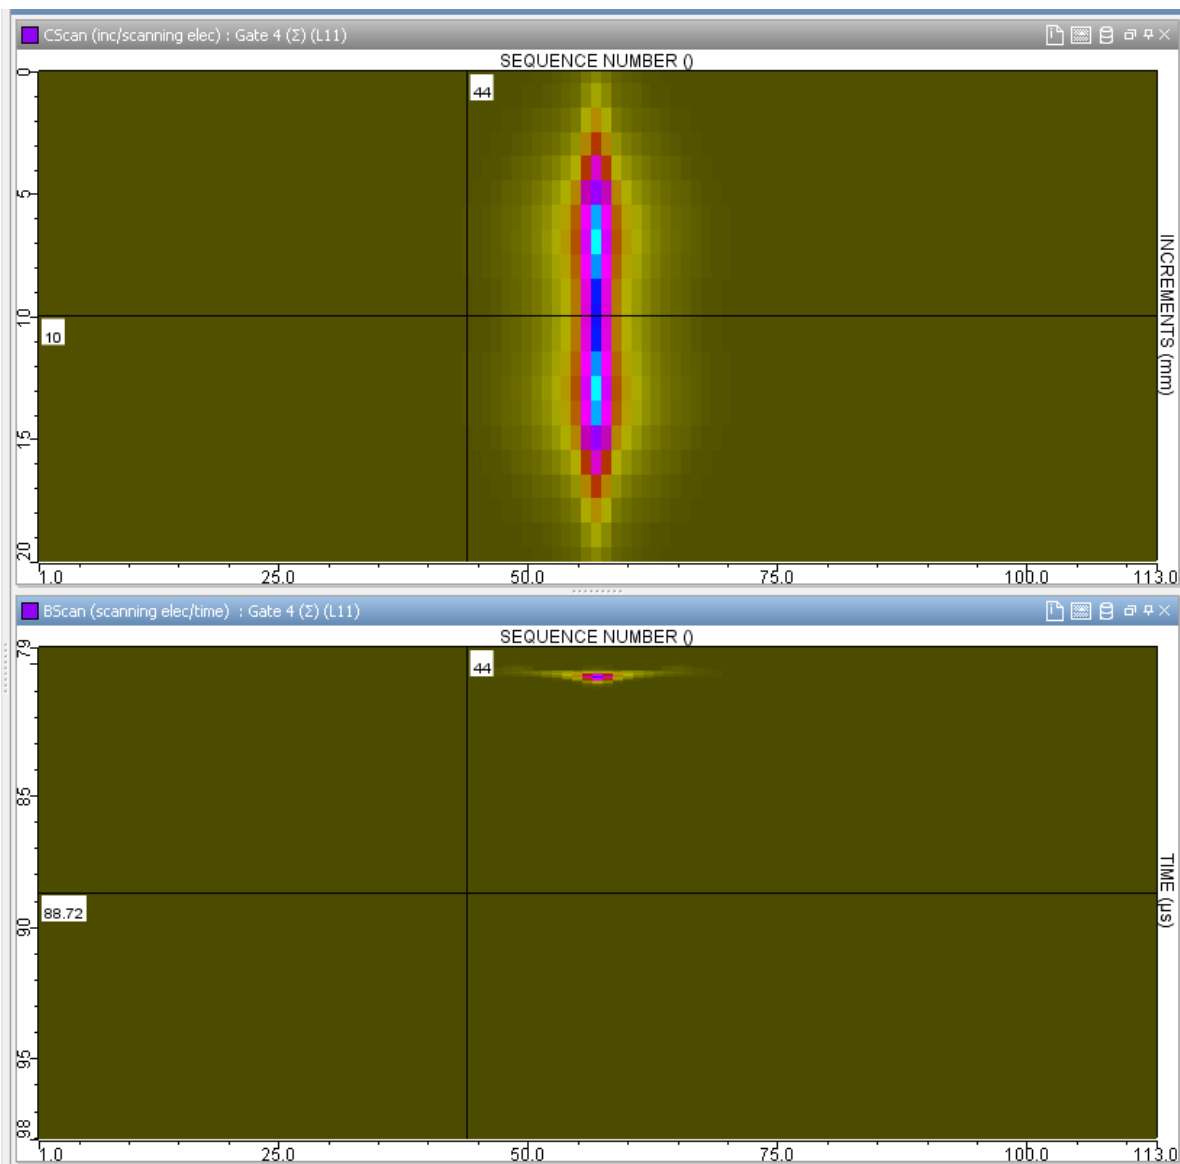 CScan (inc/scanning elec) : Gate 4 (Σ) (L11)
SEQUENCE NUMBER ()
44
0
5
10
15
20
10
INCREMENTS (mm)
1.0 25.0 50.0 75.0 100.0 113.0
BScan (scanning elec/time) : Gate 4 (Σ) (L11)
SEQUENCE NUMBER ()
44
79
85
90
95
98
88.72
TIME (µs)
1.0 25.0 50.0 75.0 100.0 113.0